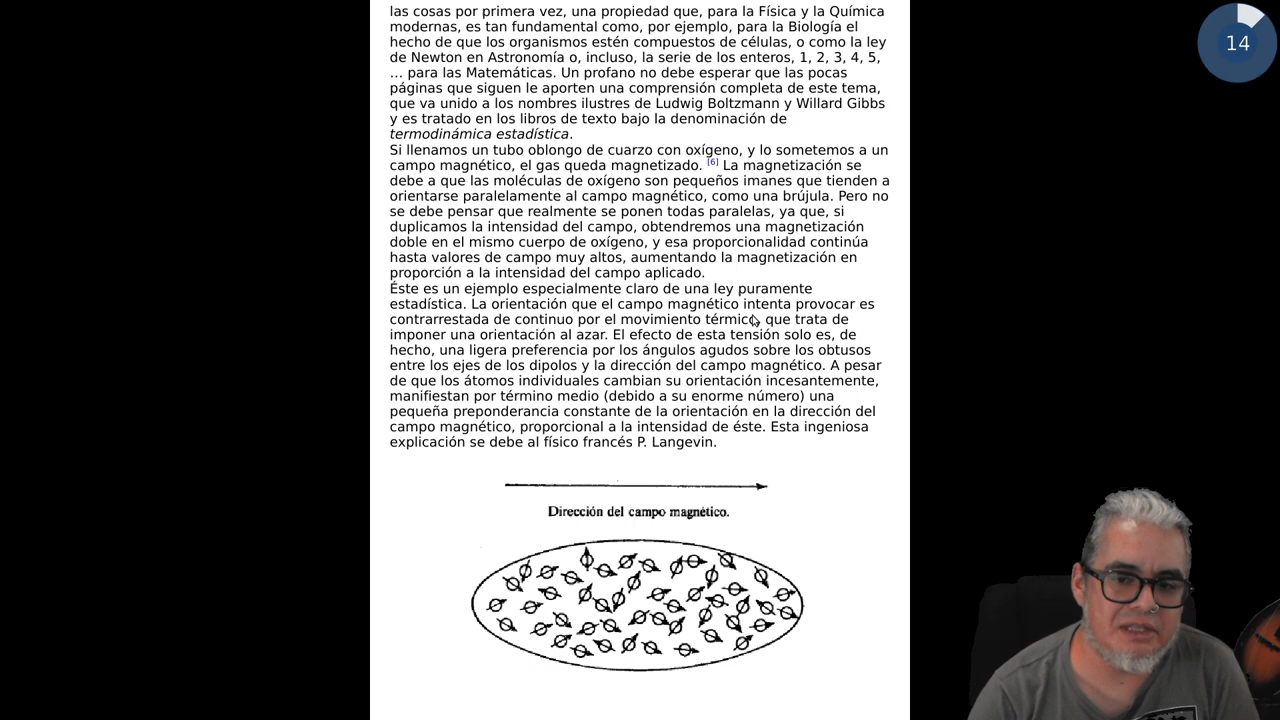 las cosas por primera vez, una propiedad que, para la Física y la Química
modernas, es tan fundamental como, por ejemplo, para la Biología el
hecho de que los organismos estén compuestos de células, o como la ley
de Newton en Astronomía o, incluso, la serie de los enteros, 1, 2, 3, 4, 5,
... para las Matemáticas. Un profano no debe esperar que las pocas
páginas que siguen le aporten una comprensión completa de este tema,
que va unido a los nombres ilustres de Ludwig Boltzmann y Willard Gibbs
y es tratado en los libros de texto bajo la denominación de
termodinámica estadística.
Si llenamos un tubo oblongo de cuarzo con oxígeno, y lo sometemos a un
campo magnético, el gas queda magnetizado. [6] La magnetización se
debe a que las moléculas de oxígeno son pequeños imanes que tienden a
orientarse paralelamente al campo magnético, como una brújula. Pero no
se debe pensar que realmente se ponen todas paralelas, ya que, si
duplicamos la intensidad del campo, obtendremos una magnetización
doble en el mismo cuerpo de oxígeno, y esa proporcionalidad continúa
hasta valores de campo muy altos, aumentando la magnetización en
proporción a la intensidad del campo aplicado.
Éste es un ejemplo especialmente claro de una ley puramente
estadística. La orientación que el campo magnético intenta provocar es
contrarrestada de continuo por el movimiento térmico, que trata de
imponer una orientación al azar. El efecto de esta tensión solo es, de
hecho, una ligera preferencia por los ángulos agudos sobre los obtusos
entre los ejes de los dipolos y la dirección del campo magnético. A pesar
de que los átomos individuales cambian su orientación incesantemente,
manifiestan por término medio (debido a su enorme número) una
pequeña preponderancia constante de la orientación en la dirección del
campo magnético, proporcional a la intensidad de éste. Esta ingeniosa
explicación se debe al físico francés P. Langevin.
Dirección del campo magnético.
14